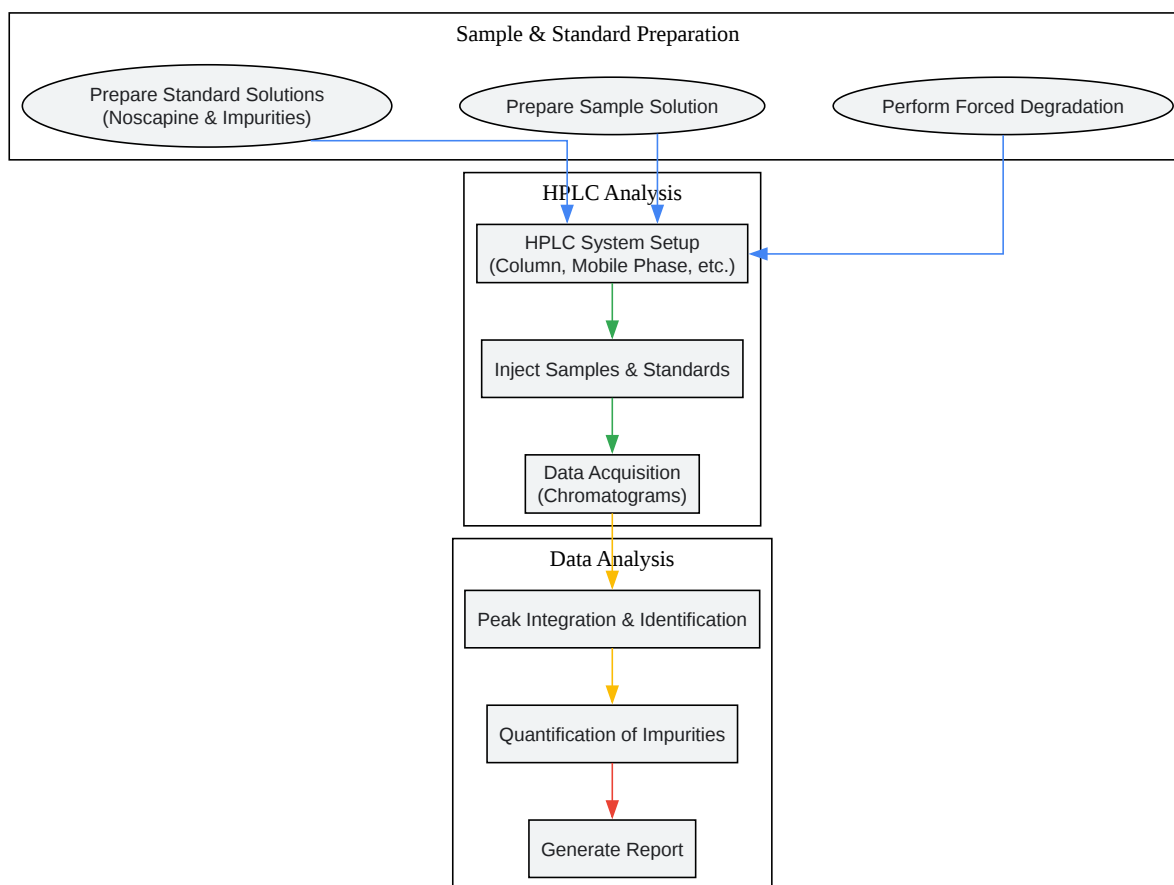 Sample & Standard Preparation
Prepare Standard Solutions
(Noscapine & Impurities)
Prepare Sample Solution
Perform Forced Degradation
HPLC Analysis
HPLC System Setup
(Column, Mobile Phase, etc.)
Inject Samples & Standards
Data Acquisition
(Chromatograms)
Data Analysis
Peak Integration & Identification
Quantification of Impurities
Generate Report